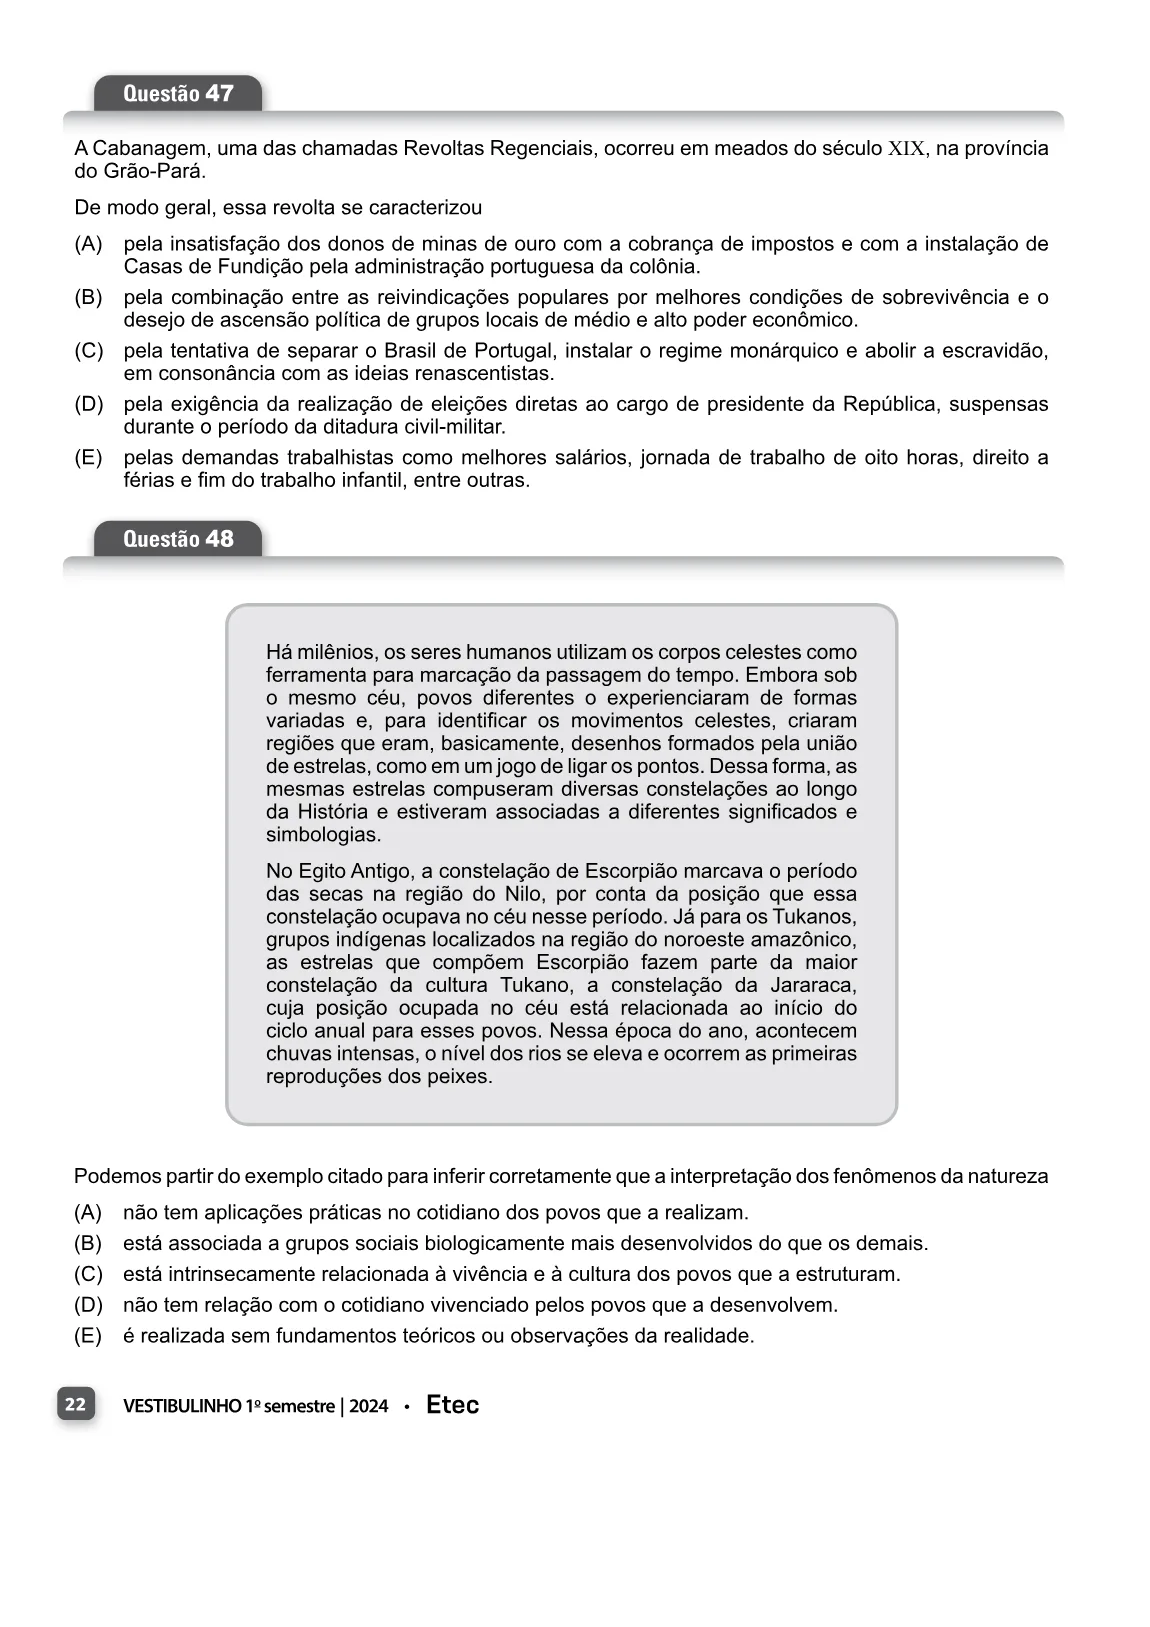 Questão 47
A Cabanagem, uma das chamadas Revoltas Regenciais, ocorreu em meados do século XIX, na província
do Grão-Pará.
De modo geral, essa revolta se caracterizou
(A) pela insatisfação dos donos de minas de ouro com a cobrança de impostos e com a instalação de
Casas de Fundição pela administração portuguesa da colônia.
(B) pela combinação entre as reivindicações populares por melhores condições de sobrevivência e o
desejo de ascensão política de grupos locais de médio e alto poder econômico.
(C) pela tentativa de separar o Brasil de Portugal, instalar o regime monárquico e abolir a escravidão,
em consonância com as ideias renascentistas.
(D) pela exigência da realização de eleições diretas ao cargo de presidente da República, suspensas
durante o período da ditadura civil-militar.
(E) pelas demandas trabalhistas como melhores salários, jornada de trabalho de oito horas, direito a
férias e fim do trabalho infantil, entre outras.
Questão 48
Há milênios, os seres humanos utilizam os corpos celestes como
ferramenta para marcação da passagem do tempo. Embora sob
o mesmo céu, povos diferentes o experienciaram de formas
variadas e, para identificar os movimentos celestes, criaram
regiões que eram, basicamente, desenhos formados pela união
de estrelas, como em um jogo de ligar os pontos. Dessa forma, as
mesmas estrelas compuseram diversas constelações ao longo
da História e estiveram associadas a diferentes significados e
simbologias.
No Egito Antigo, a constelação de Escorpião marcava o período
das secas na região do Nilo, por conta da posição que essa
constelação ocupava no céu nesse período. Já para os Tukanos,
grupos indígenas localizados na região do noroeste amazônico,
as estrelas que compõem Escorpião fazem parte da maior
constelação da cultura Tukano, a constelação da Jararaca,
cuja posição ocupada no céu está relacionada ao início do
ciclo anual para esses povos. Nessa época do ano, acontecem
chuvas intensas, o nível dos rios se eleva e ocorrem as primeiras
reproduções dos peixes.
Podemos partir do exemplo citado para inferir corretamente que a interpretação dos fenômenos da natureza
(A) não tem aplicações práticas no cotidiano dos povos que a realizam.
(B) está associada a grupos sociais biologicamente mais desenvolvidos do que os demais.
(C) está intrinsecamente relacionada à vivência e à cultura dos povos que a estruturam.
(D) não tem relação com o cotidiano vivenciado pelos povos que a desenvolvem.
(E) é realizada sem fundamentos teóricos ou observações da realidade.
22 VESTIBULINHO 1º semestre | 2024 • Etec